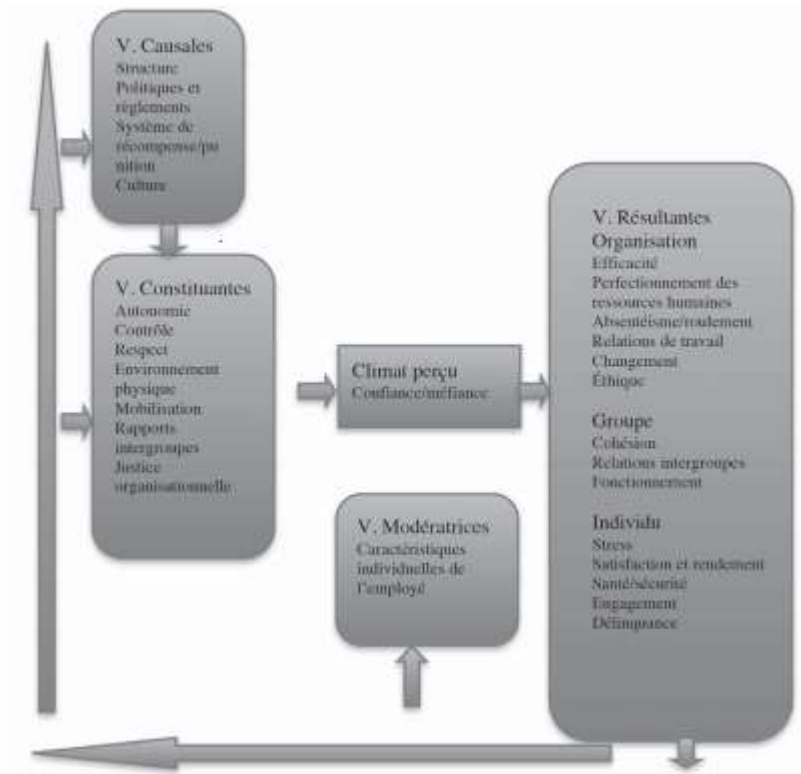 V. Causales
Structure
Politiques et
règlements
Système de
récompense/pu
nition
Culture
V. Constituantes
Autonomie
Contrôle
Respect
Environnement
physique
Mobilisation
Rapports
intergroupes
Justice
organisationnelle
Climat perçu
Confiance/méfiance
V. Modératrices
Caractéristiques
individuelles de
l'employé
V. Résultantes
Organisation
Efficacité
Perfectionnement des
ressources humaines
Absentéisme/roulement
Relations de travail
Changement
Éthique
Groupe
Cohésion
Relations intergroupes
Fonctionnement
Individu
Stress
Satisfaction et rendement
Santé/sécurité
Engagement
Délinquance